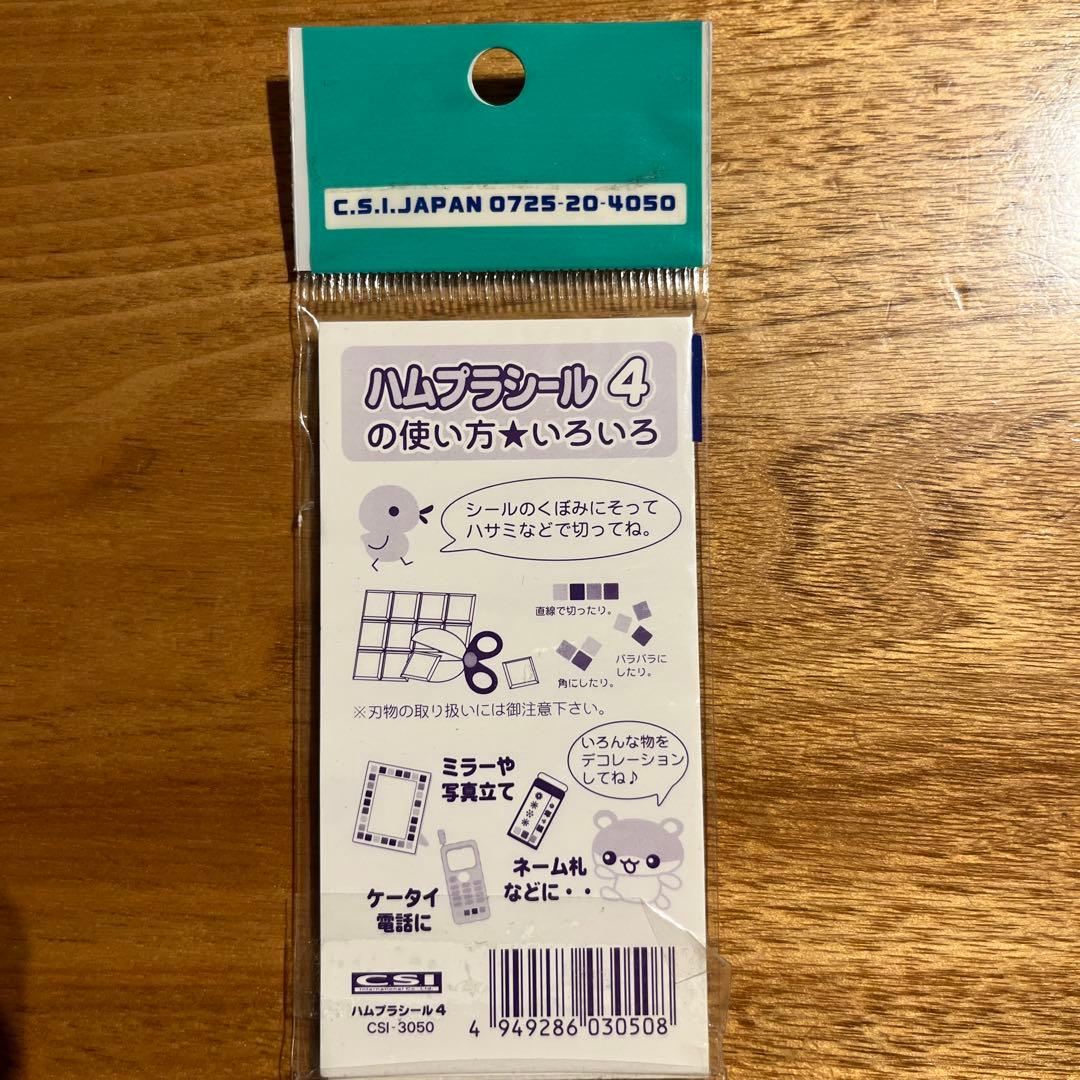 C.S.I.JAPAN 0725-20-4050
ハムプラシール 4
の使い方★いろいろ
シールのくぼみにそって
ハサミなどで切ってね。
直線で切ったり。
バラバラに
したり。
角にしたり。
※刃物の取り扱いには御注意下さい。
いろんな物を
デコレーション
してね♪
ミラーや
写真立て
ネーム札
などに・・
ケータイ
電話に
CSI
International Co.,Ltd.
ハムプラシール4
CSI-3050
4 949286 030508